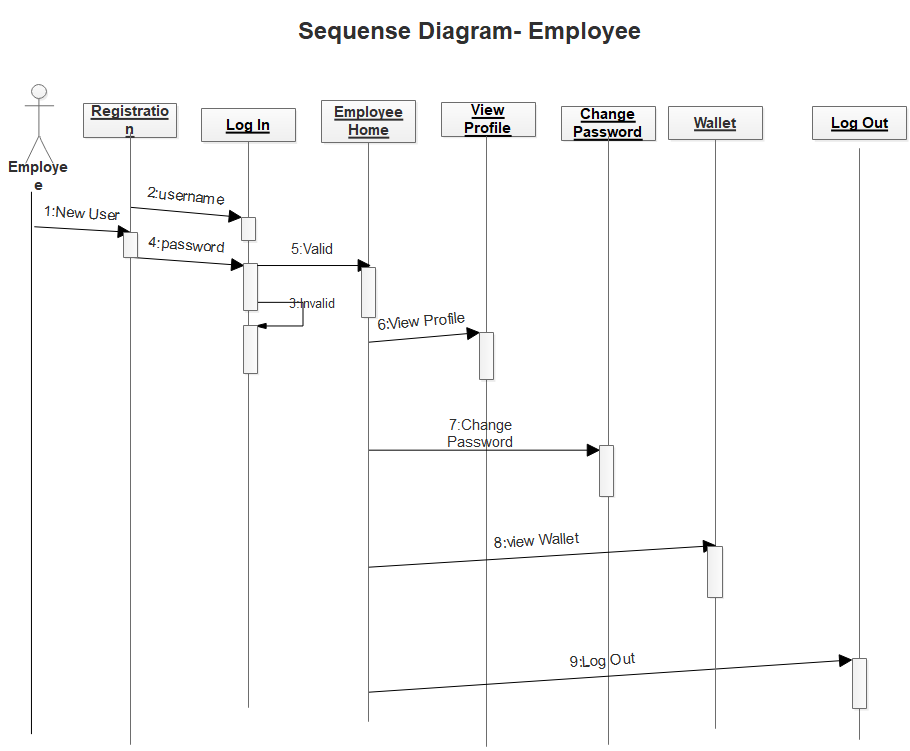 Sequense Diagram- Employee
Registratio
n
Log In
Employee
Home
View
Profile
Change
Password
Wallet
Log Out
Employe
e
1:New User
2:username
4:password
5:Valid
3:Invalid
6:View Profile
7:Change
Password
8:view Wallet
9:Log Out